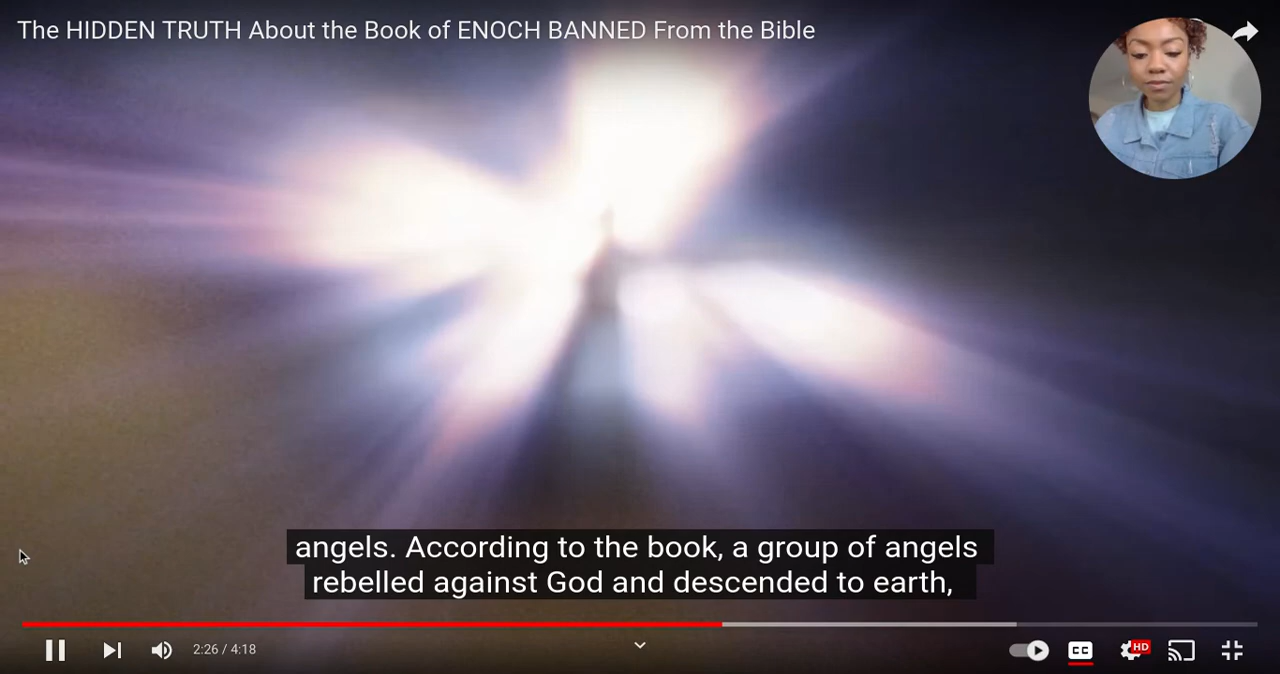 The HIDDEN TRUTH About the Book of ENOCH BANNED From the Bible
angels. According to the book, a group of angels
rebelled against God and descended to earth,
2:26 / 4:18
CC
HD